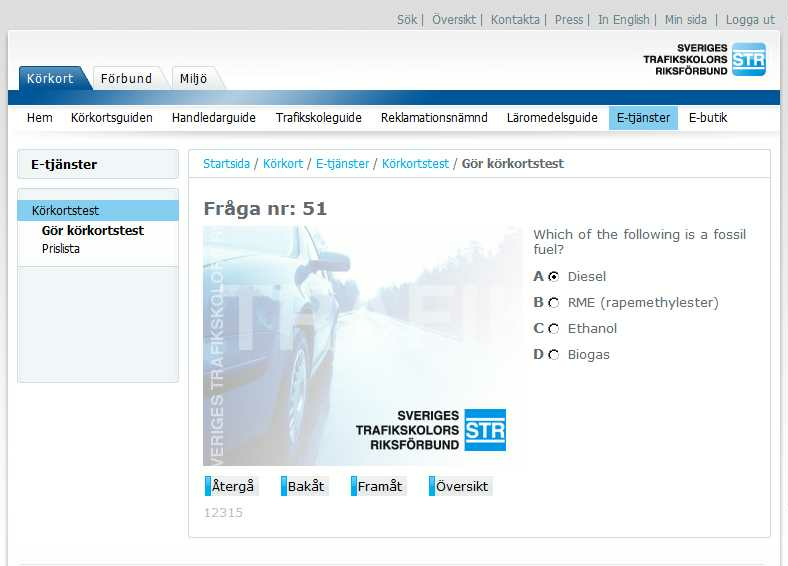 Sök | Översikt | Kontakta | Press | In English | Min sida | Logga ut
SVERIGES
TRAFIKSKOLORS
RIKSFÖRBUND
STR
Körkort Förbund Miljö
Hem Körkortsguiden Handledarguide Trafikskoleguide Reklamationsnämnd Läromedelsguide E-tjänster E-butik
E-tjänster
Körkortstest
Gör körkortstest
Prislista
Startsida / Körkort / E-tjänster / Körkortstest / Gör körkortstest
Fråga nr: 51
SVERIGES TRAFIKSKOLOR
TRAFIK
SVERIGES
TRAFIKSKOLORS
RIKSFÖRBUND
STR
Which of the following is a fossil
fuel?
A Diesel
B RME (rapemethylester)
C Ethanol
D Biogas
Återgå Bakåt Framåt Översikt
12315